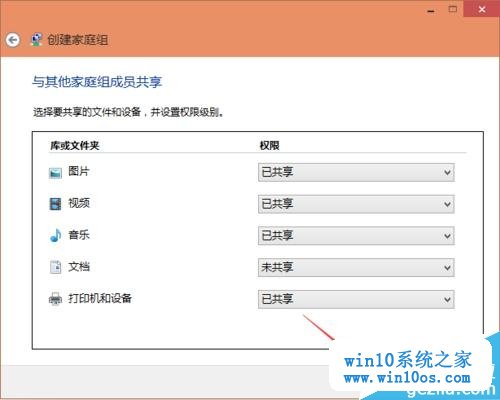 创建家庭组
与其他家庭组成员共享
选择要共享的文件和设备，并设置权限级别。
库或文件夹 权限
图片 已共享
视频 已共享
音乐 已共享
文档 未共享
打印机和设备 已共享
win10系统之家
www.win10os.com